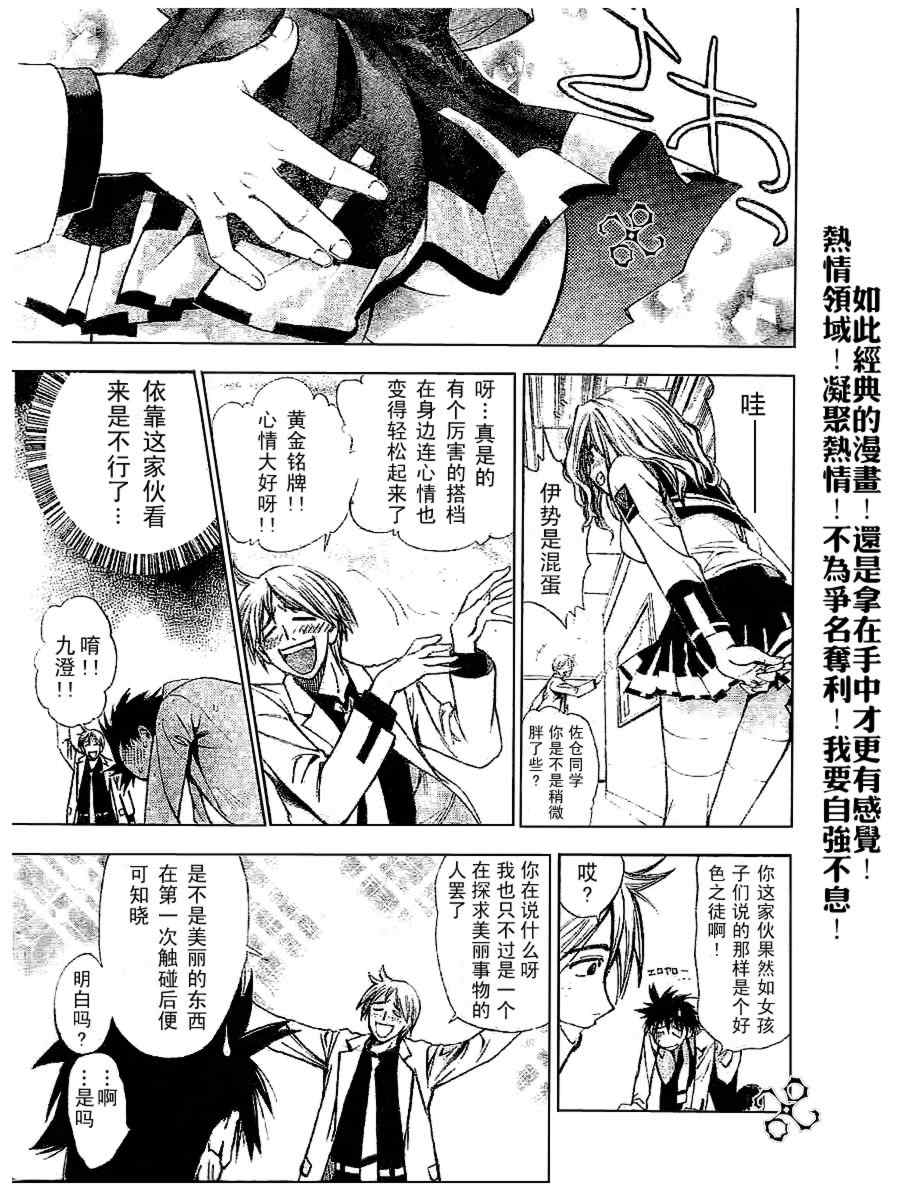 哇
伊势是
混蛋
佐仓同学
你是不是稍微
胖了些？
呀…真是的
有个厉害的搭档
在身边连心情也
变得轻松起来了
黄金铭牌!!
心情大好呀!!
依靠这家伙看
来是不行了…
唷!!
九澄!!
你这家伙果然如女孩
子们说的那样是个好
色之徒啊！
エロエロ
哎？
你在说什么呀
我也只不过是一个
在探求美丽事物的
人罢了
是不是美丽的东西
在第一次触碰后便
可知晓
明白吗？
…啊
…是吗
如此經典的漫畫！還是拿在手中才更有感覺！
熱情領域！凝聚熱情！不為爭名奪利！我要自強不息！